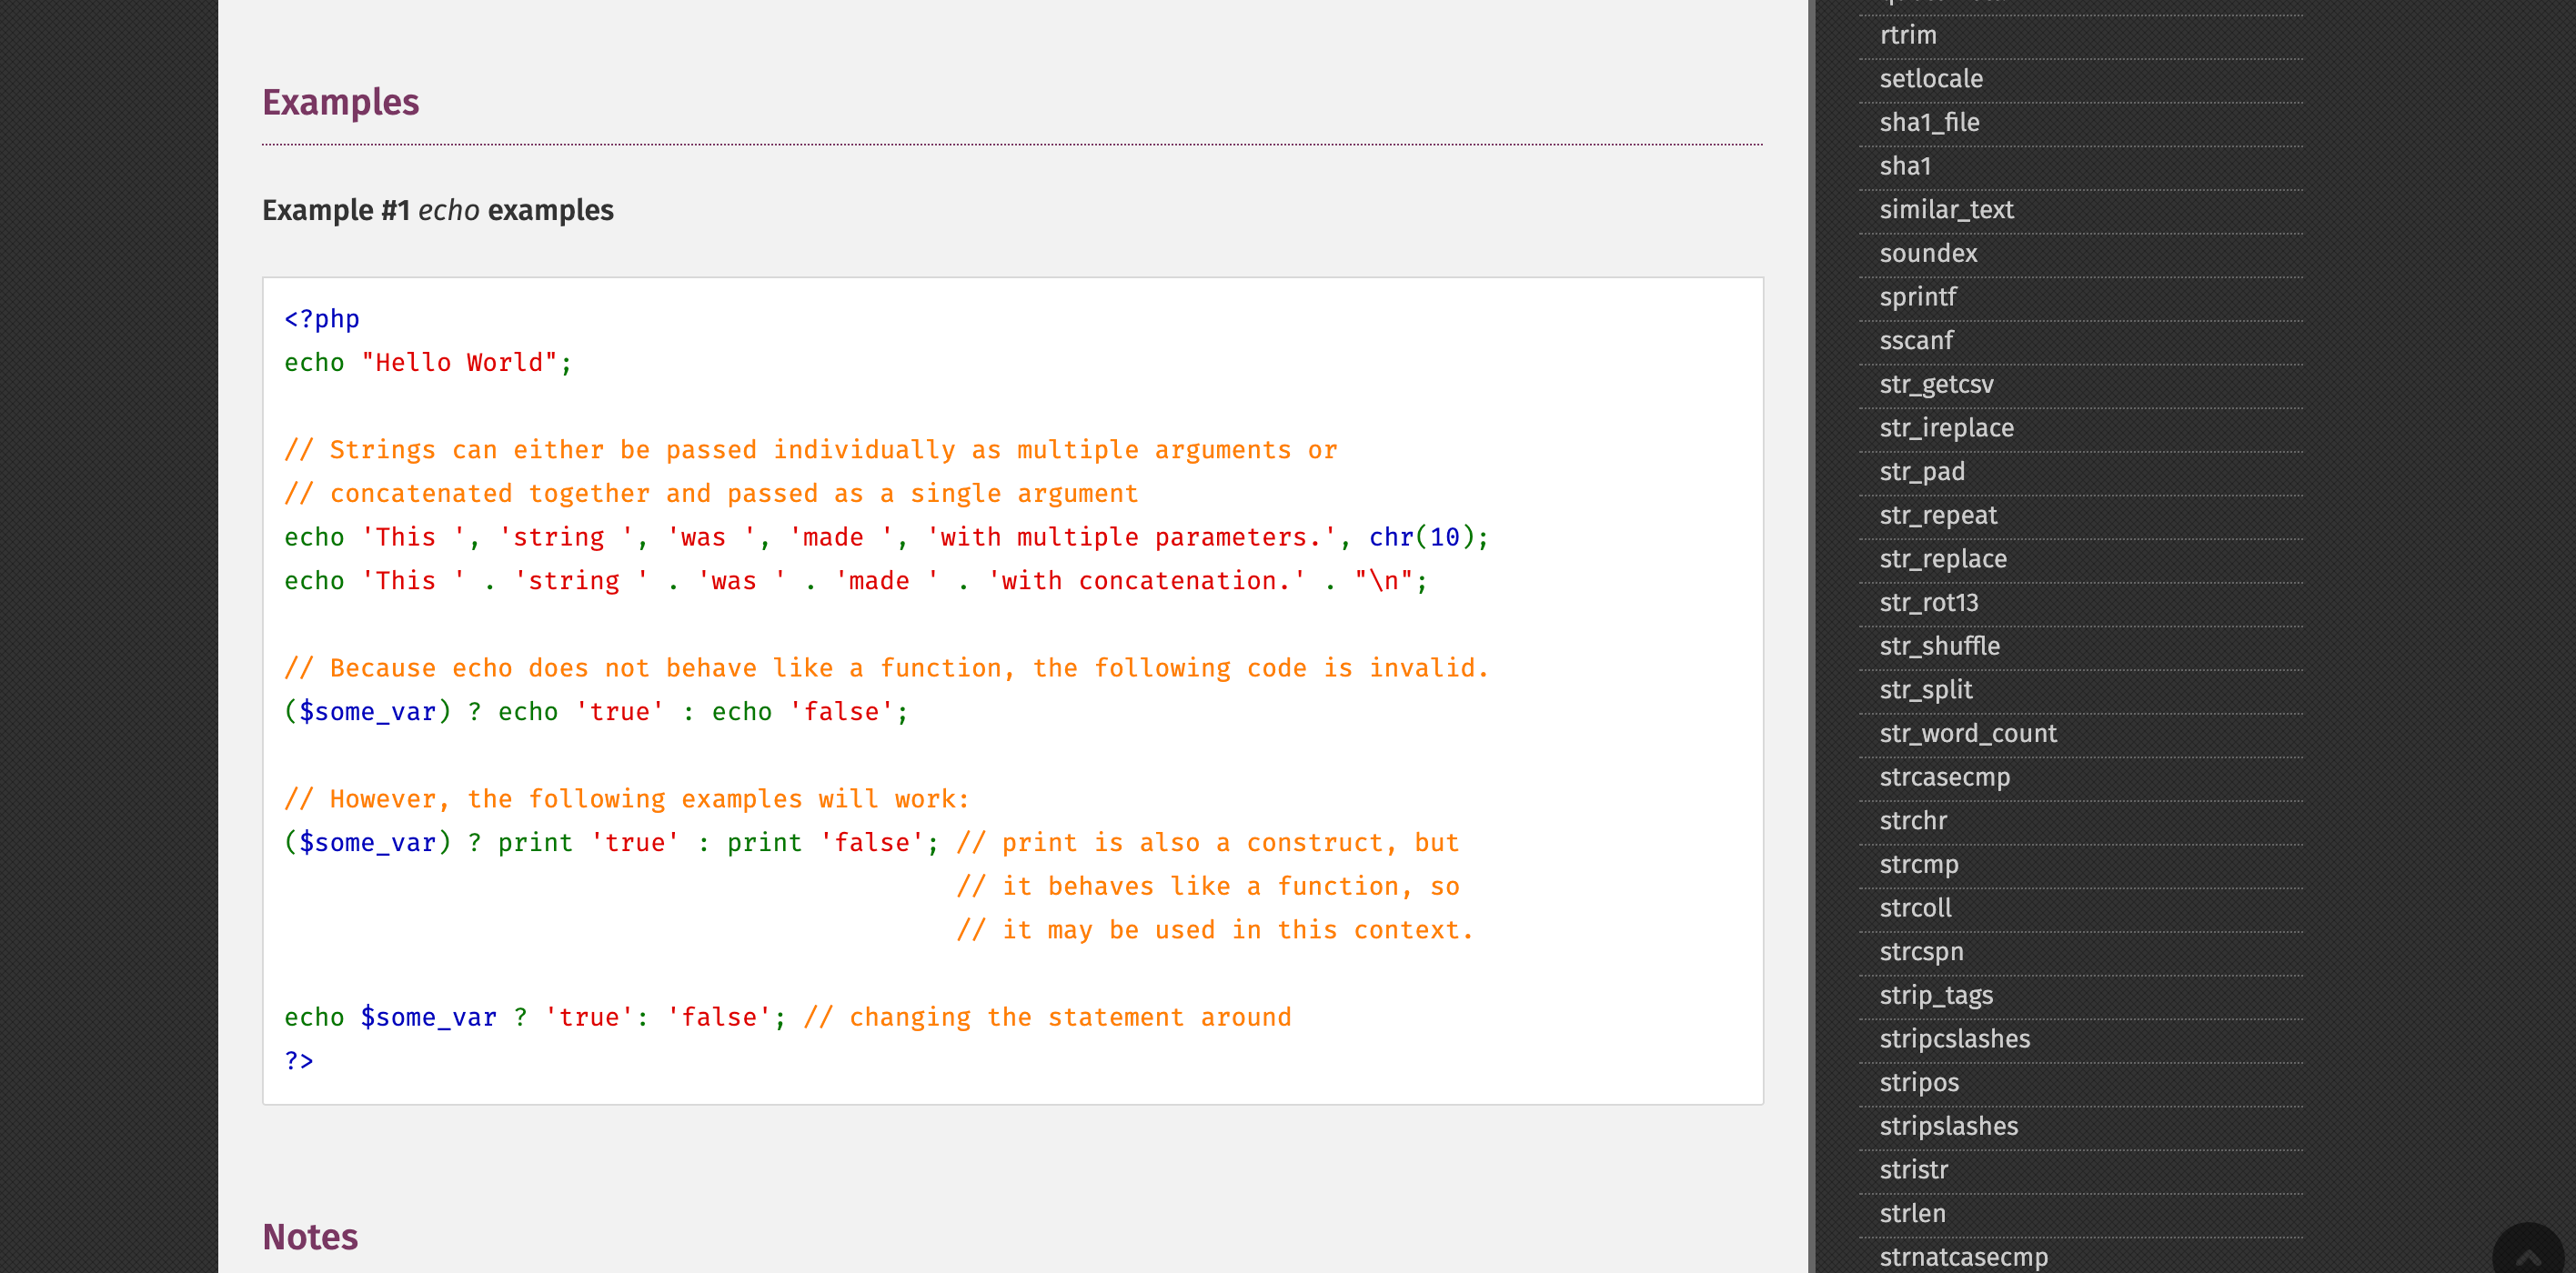 Examples
Example #1 echo examples
<?php
echo "Hello World";
// Strings can either be passed individually as multiple arguments or
// concatenated together and passed as a single argument
echo 'This ', 'string ', 'was ', 'made ', 'with multiple parameters.', chr(10);
echo 'This ' . 'string ' . 'was ' . 'made ' . 'with concatenation.' . "\n";
// Because echo does not behave like a function, the following code is invalid.
($some_var) ? echo 'true' : echo 'false';
// However, the following examples will work:
($some_var) ? print 'true' : print 'false'; // print is also a construct, but
// it behaves like a function, so
// it may be used in this context.
echo $some_var ? 'true': 'false'; // changing the statement around
?>
Notes
rtrim
setlocale
sha1_file
sha1
similar_text
soundex
sprintf
sscanf
str_getcsv
str_ireplace
str_pad
str_repeat
str_replace
str_rot13
str_shuffle
str_split
str_word_count
strcasecmp
strchr
strcmp
strcoll
strcspn
strip_tags
stripcslashes
stripos
stripslashes
stristr
strlen
strnatcasecmp